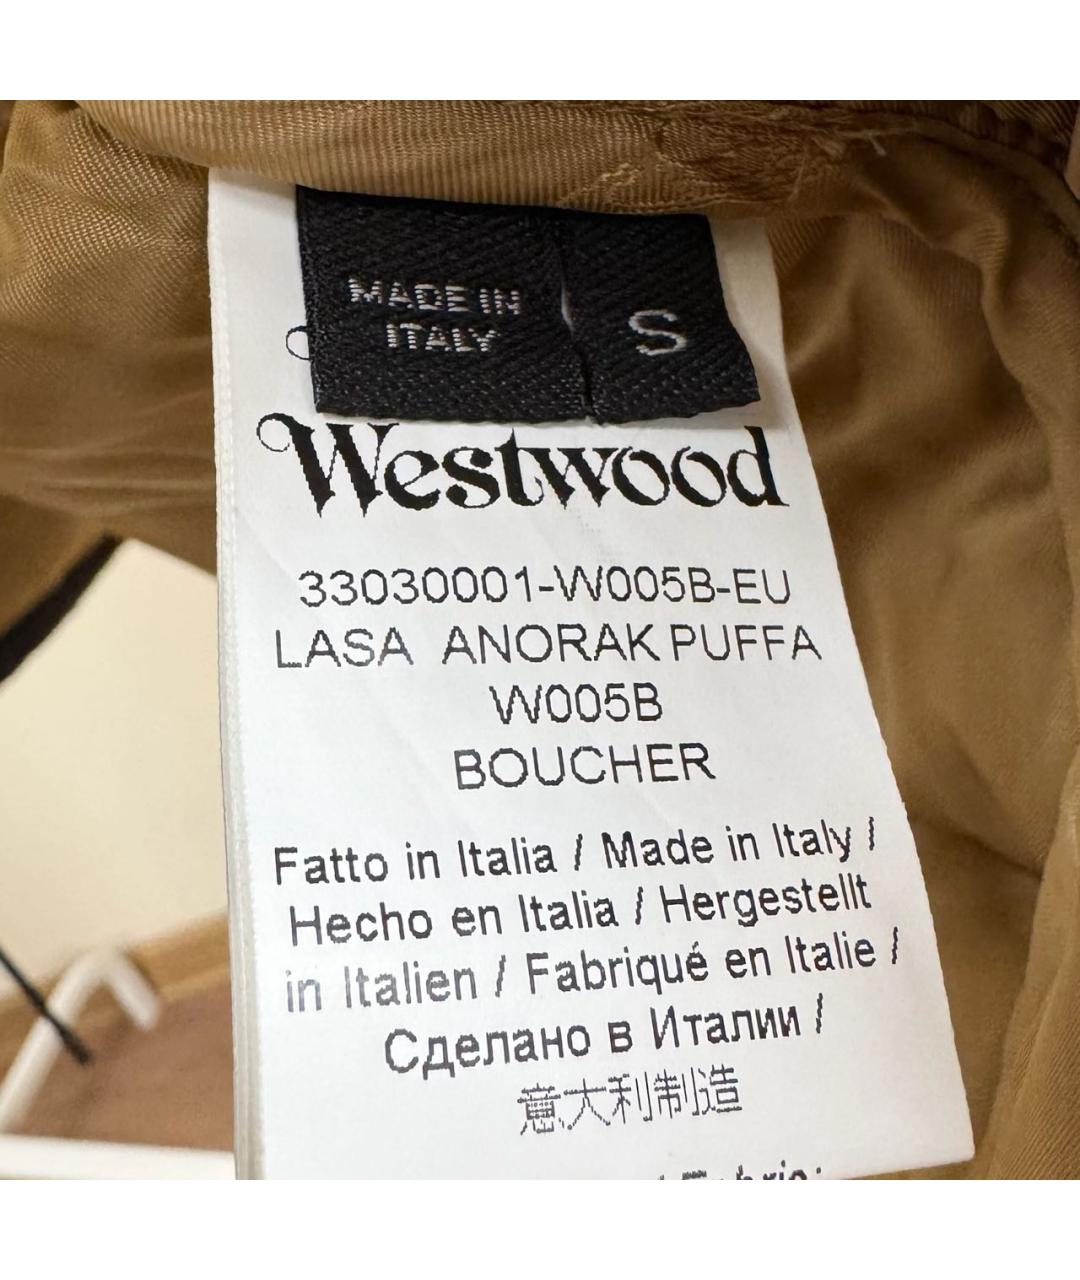 MADE IN
ITALY
S
Westwood
33030001-W005B-EU
LASA ANORAK PUFFA
W005B
BOUCHER
Fatto in Italia / Made in Italy /
Hecho en Italia / Hergestellt
in Italien / Fabriqué en Italie /
Сделано в Италии /
意大利制造